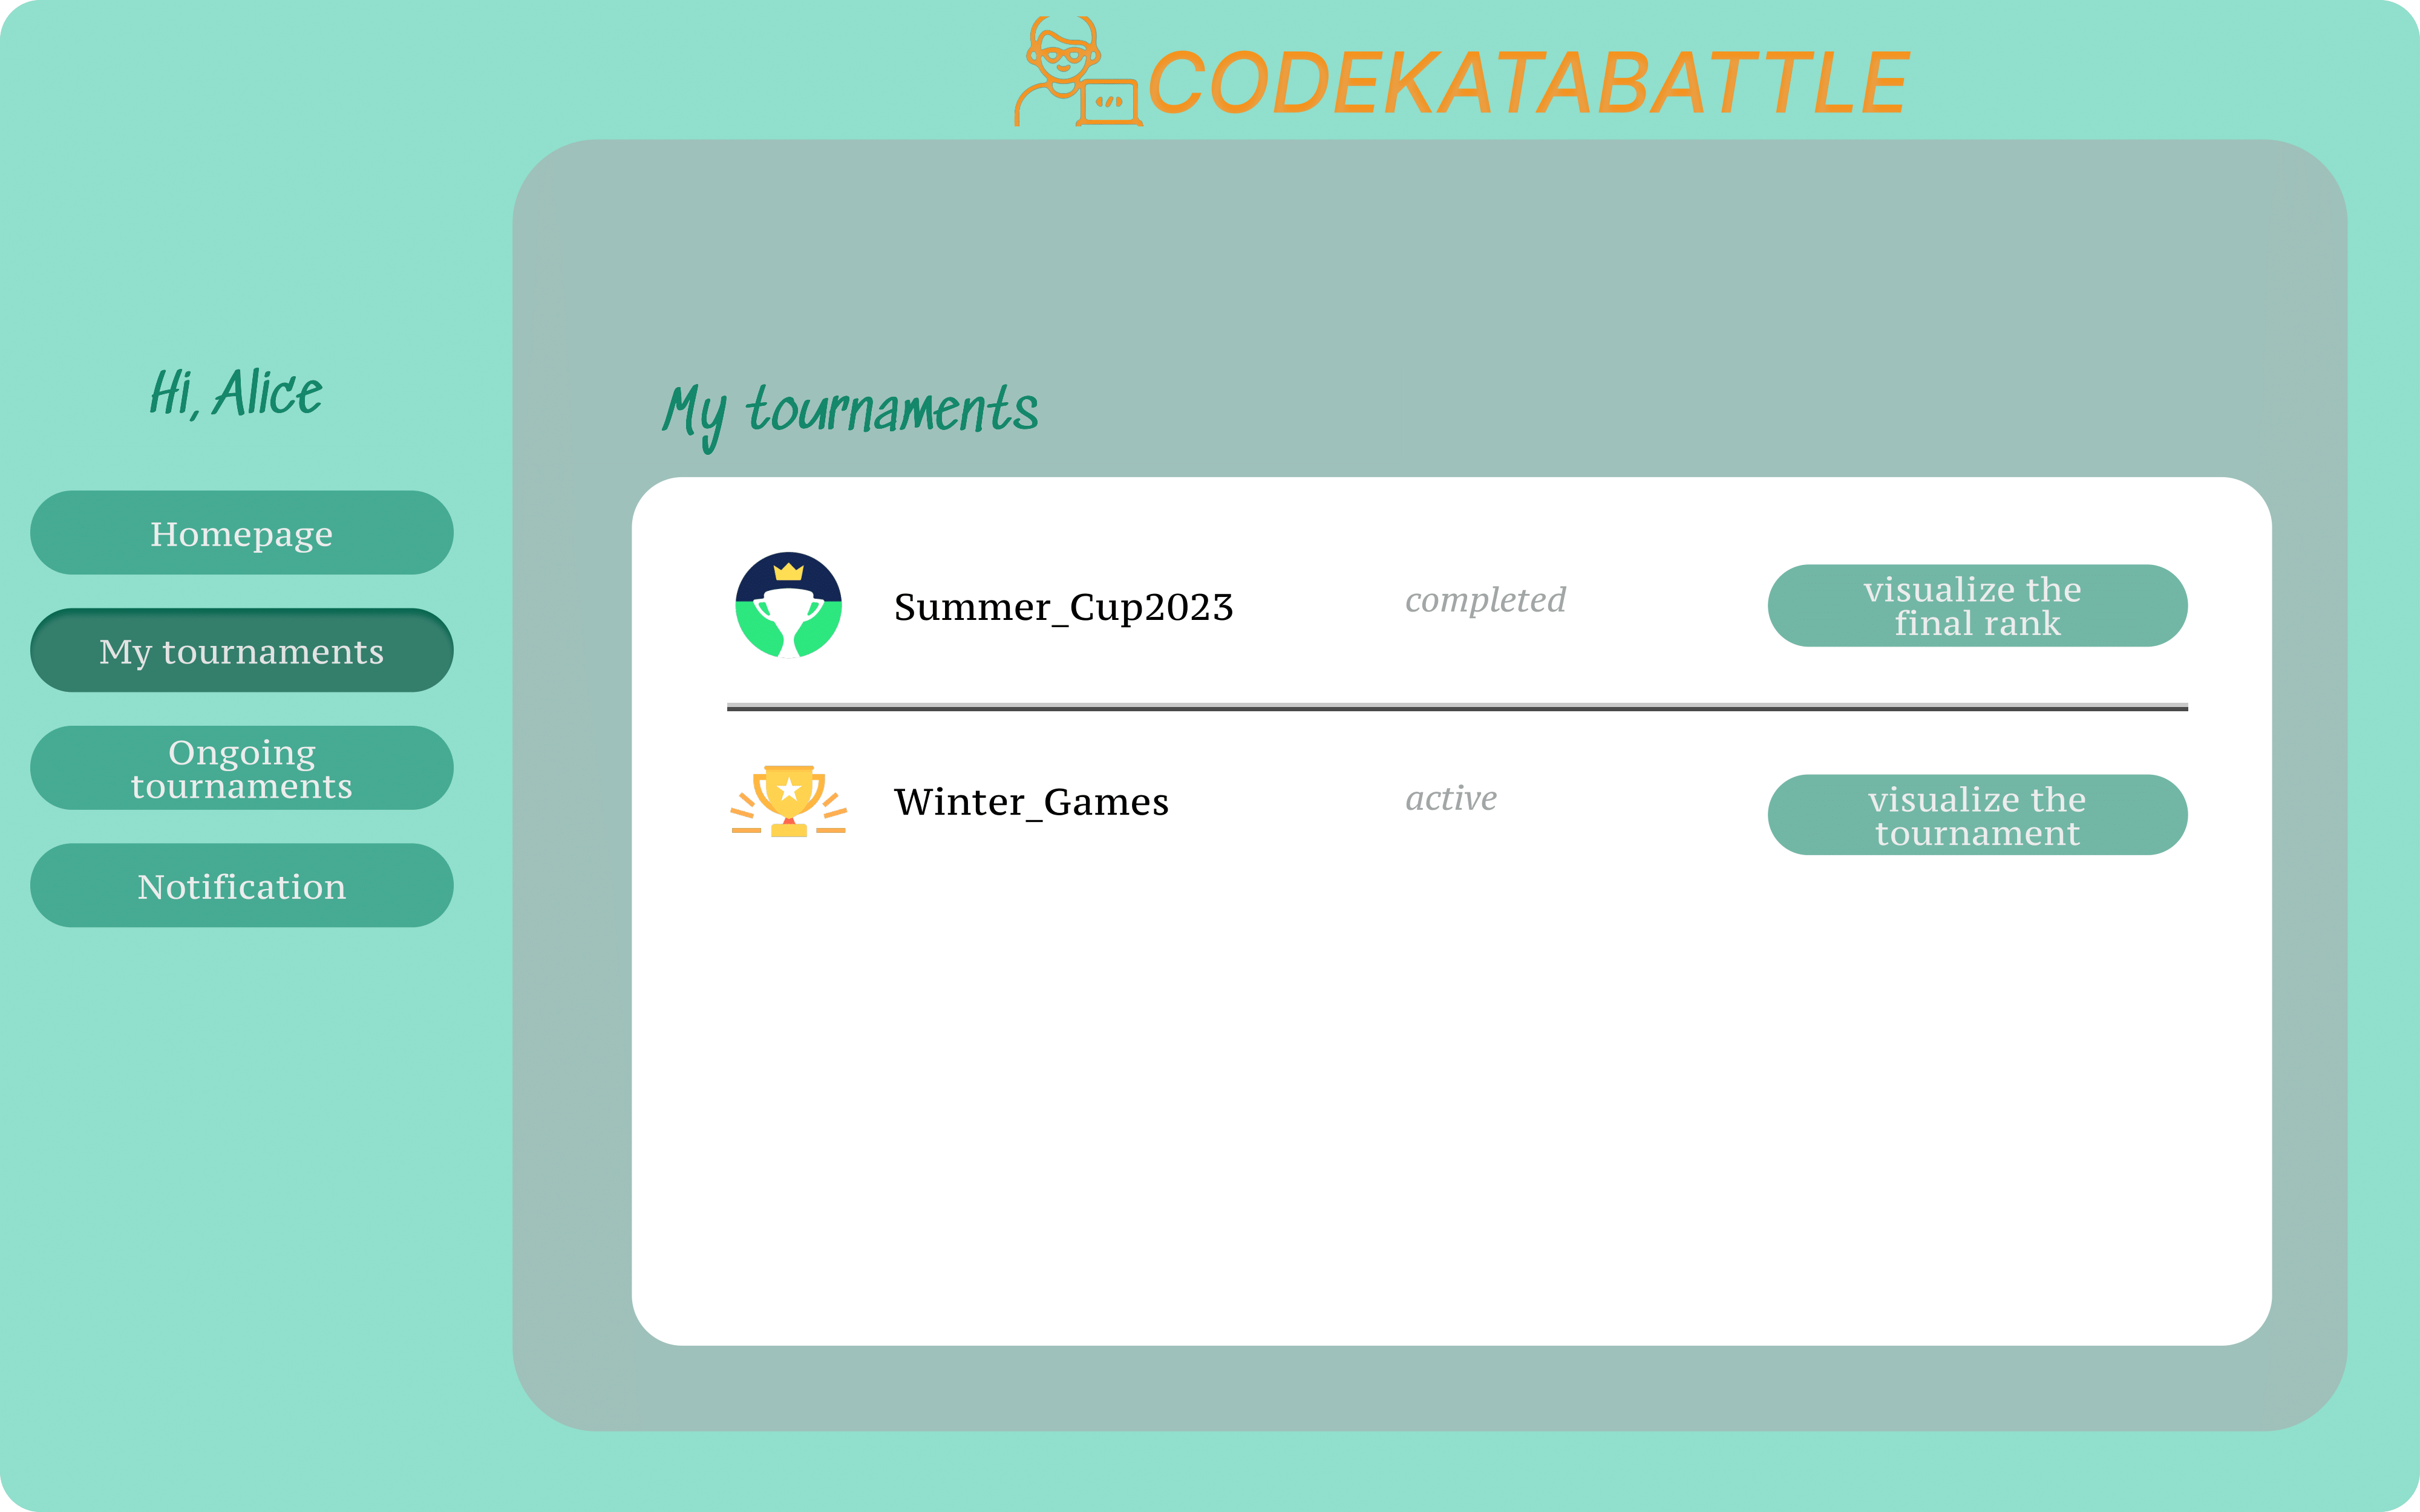 CODEKATABATTLE
Hi, Alice
Homepage
My tournaments
Ongoing
tournaments
Notification
My tournaments
Summer_Cup2023
completed
visualize the
final rank
Winter_Games
active
visualize the
tournament